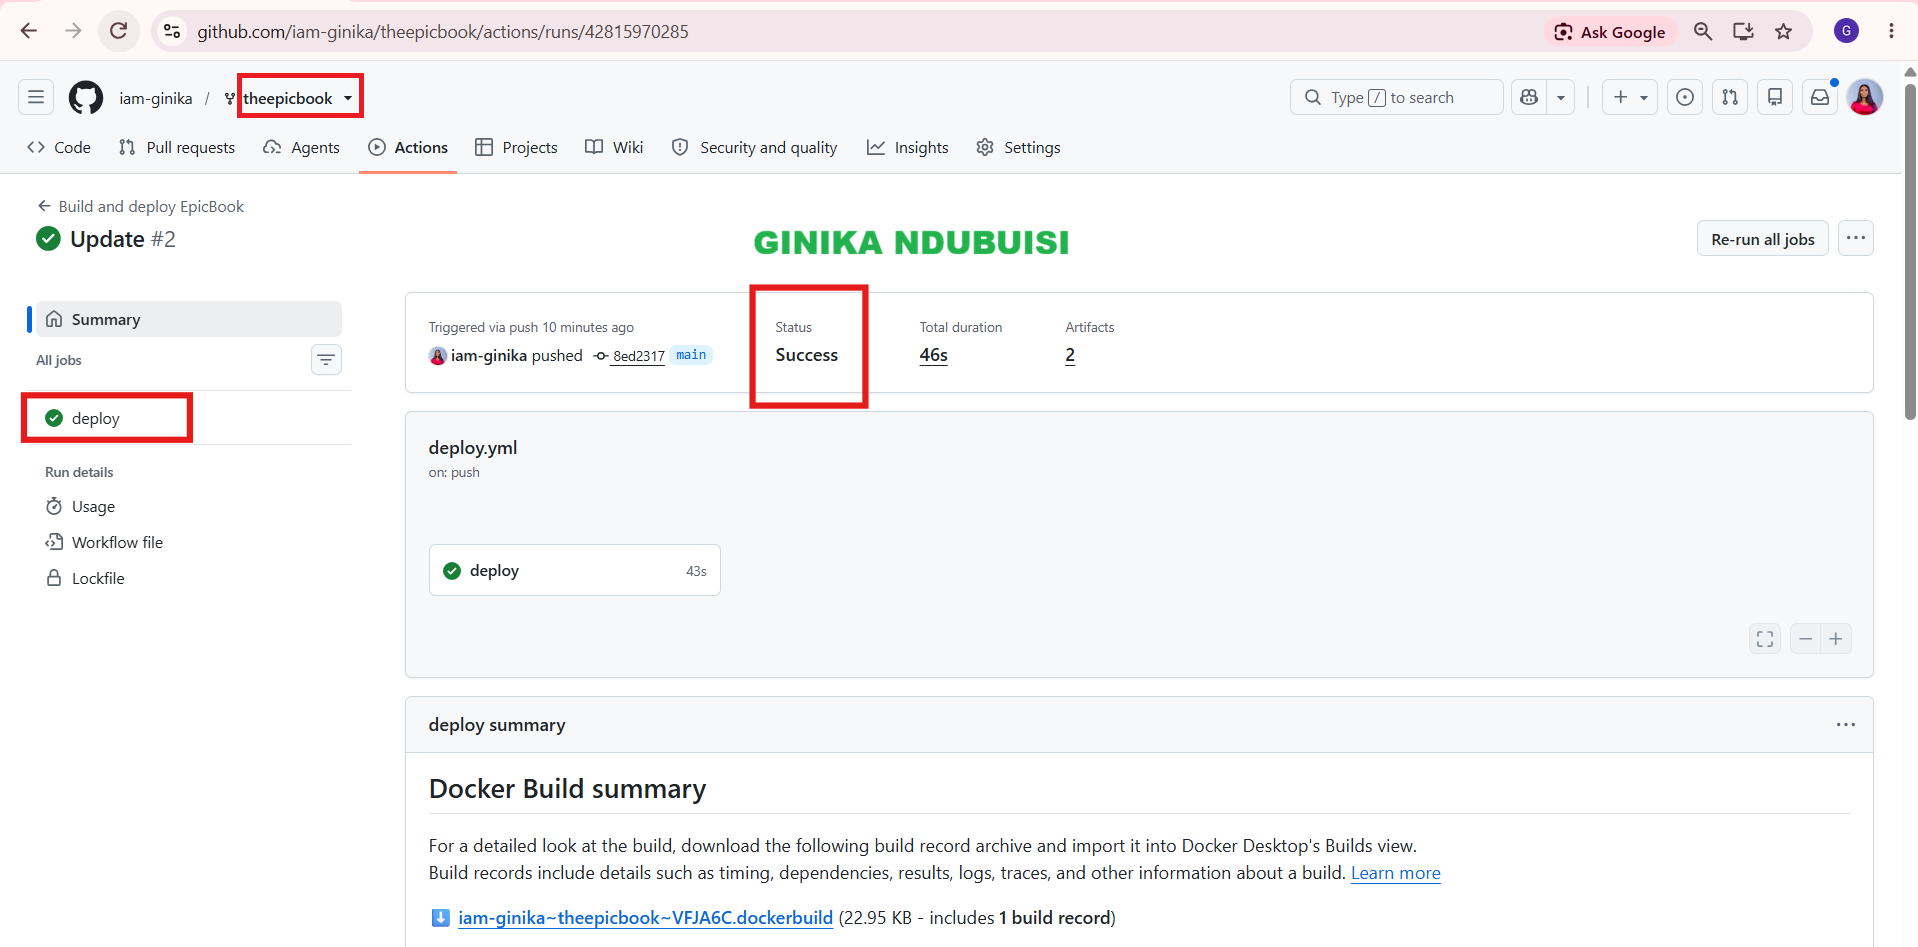 github.com/iam-ginika/theepicbook/actions/runs/42815970285
Ask Google
G
iam-ginika / theepicbook
Type / to search
Code
Pull requests
Agents
Actions
Projects
Wiki
Security and quality
Insights
Settings
Build and deploy EpicBook
Update #2
GINIKA NDUBUISI
Re-run all jobs
Summary
All jobs
deploy
Run details
Usage
Workflow file
Lockfile
Triggered via push 10 minutes ago
iam-ginika pushed 8ed2317 main
Status
Success
Total duration
46s
Artifacts
2
deploy.yml
on: push
deploy 43s
deploy summary
Docker Build summary
For a detailed look at the build, download the following build record archive and import it into Docker Desktop's Builds view.
Build records include details such as timing, dependencies, results, logs, traces, and other information about a build. Learn more
iam-ginika~theepicbook~VFJA6C.dockerbuild (22.95 KB - includes 1 build record)